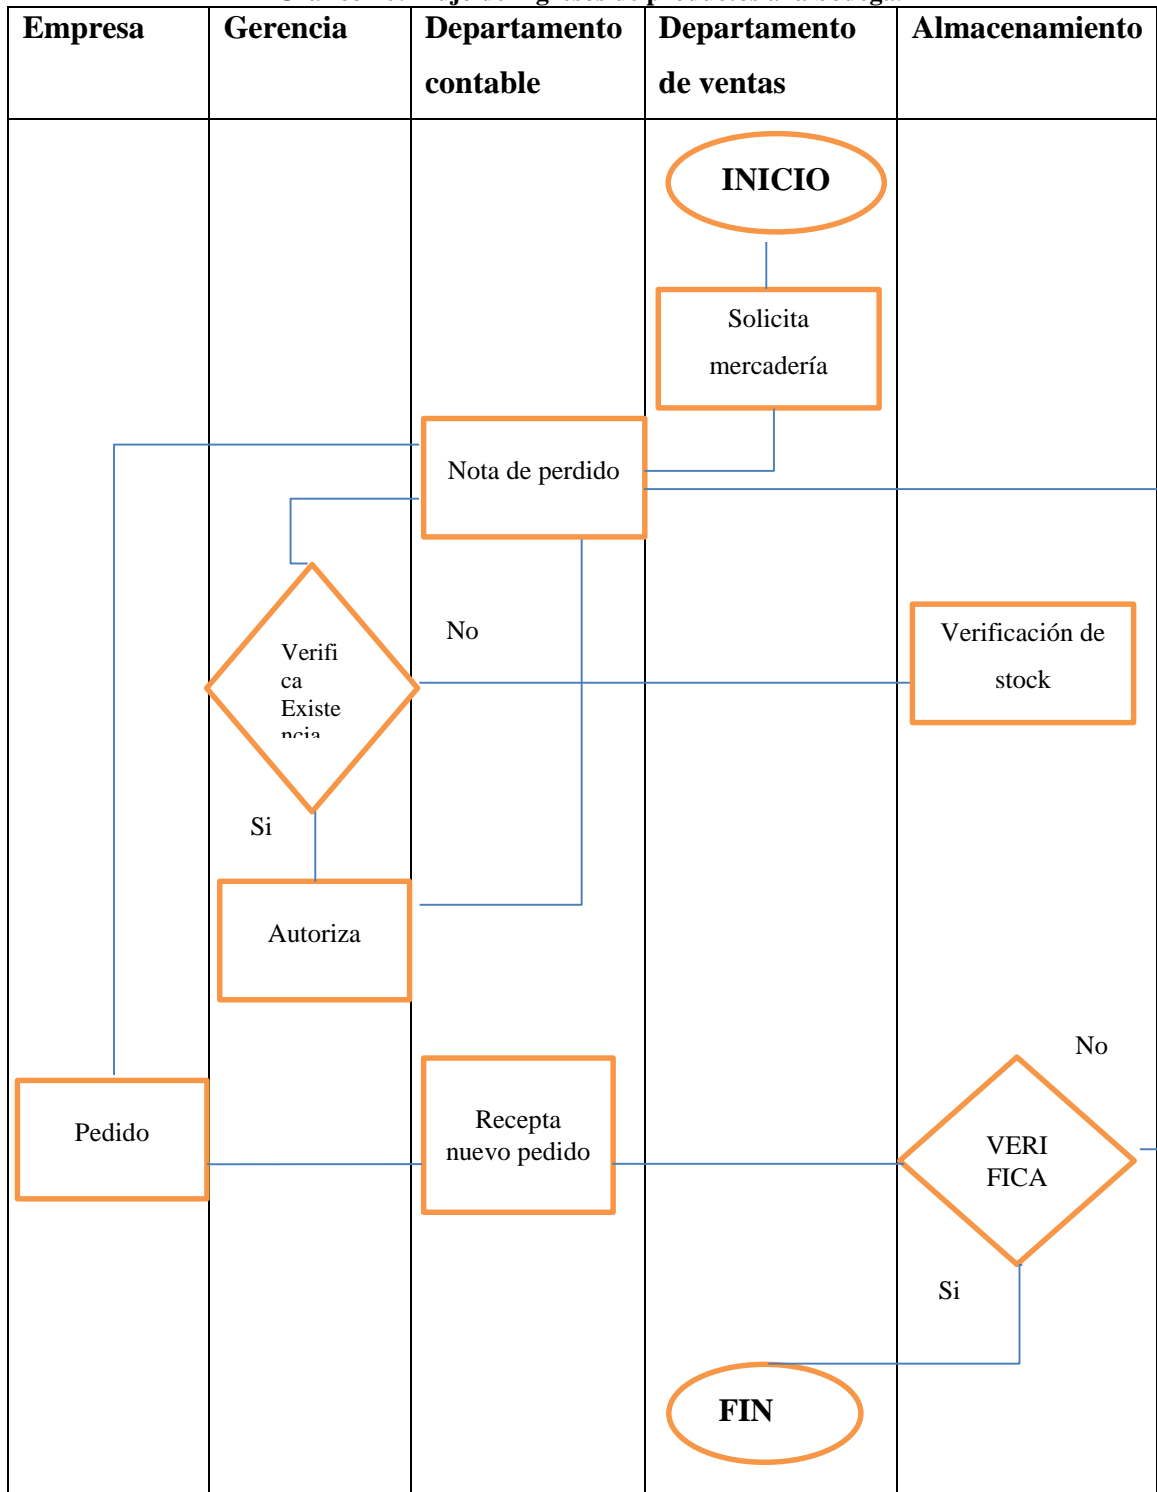 Empresa
Gerencia
Departamento
contable
Departamento
de ventas
Almacenamiento
INICIO
Solicita
mercadería
Nota de perdido
No
Verificación de
stock
Verifi
ca
Existe
ncia
Si
Autoriza
No
Pedido
Recepta
nuevo pedido
VERI
FICA
Si
FIN